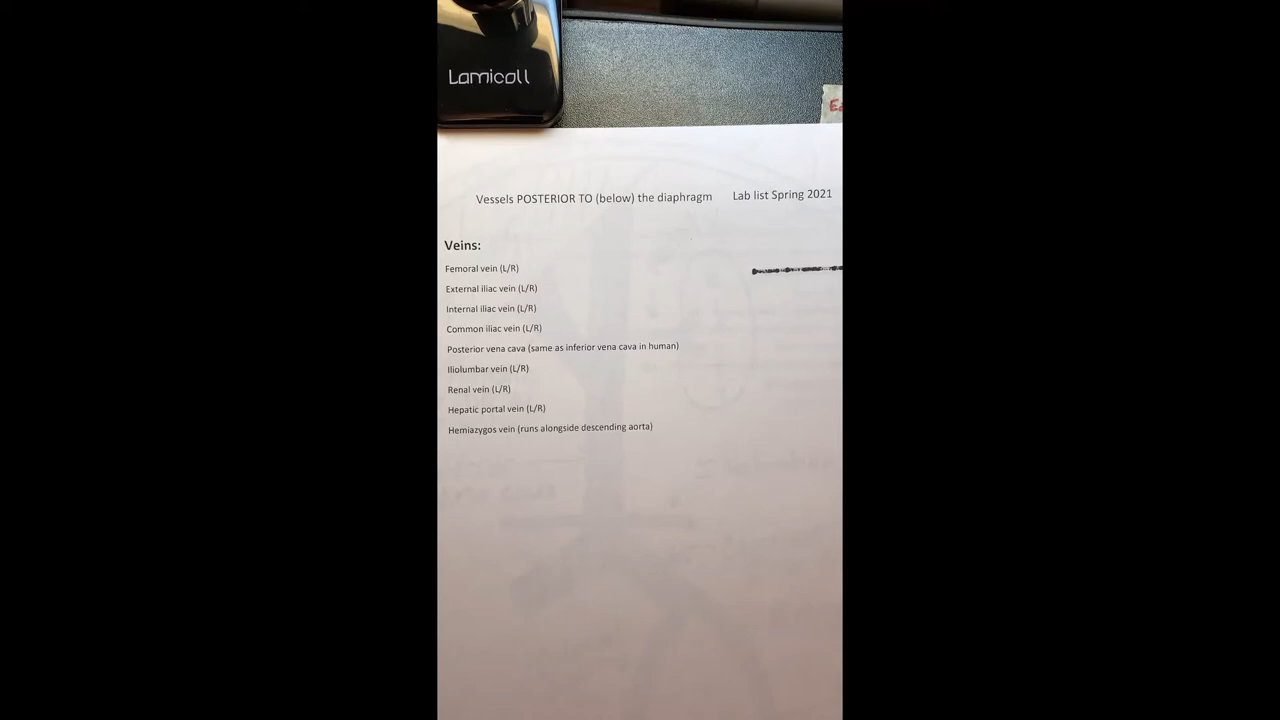 Lamicall
Vessels POSTERIOR TO (below) the diaphragm Lab list Spring 2021
Veins:
Femoral vein (L/R)
External iliac vein (L/R)
Internal iliac vein (L/R)
Common iliac vein (L/R)
Posterior vena cava (same as inferior vena cava in human)
Iliolumbar vein (L/R)
Renal vein (L/R)
Hepatic portal vein (L/R)
Hemiazygos vein (runs alongside descending aorta)